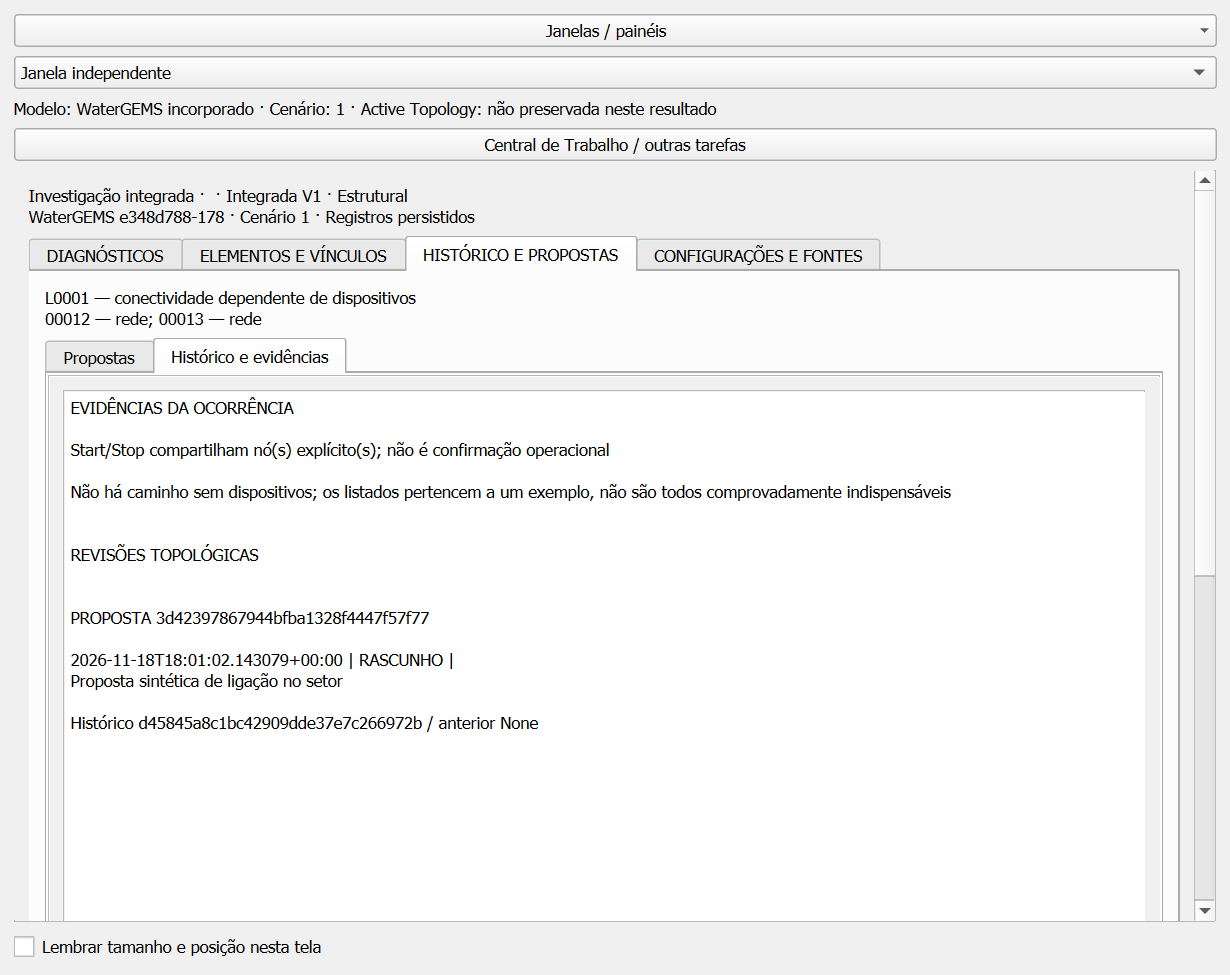 Janelas / painéis
Janela independente
Modelo: WaterGEMS incorporado · Cenário: 1 · Active Topology: não preservada neste resultado
Central de Trabalho / outras tarefas
Investigação integrada · · Integrada V1 · Estrutural
WaterGEMS e348d788-178 · Cenário 1 · Registros persistidos
DIAGNÓSTICOS
ELEMENTOS E VÍNCULOS
HISTÓRICO E PROPOSTAS
CONFIGURAÇÕES E FONTES
L0001 — conectividade dependente de dispositivos
00012 — rede; 00013 — rede
Propostas
Histórico e evidências
EVIDÊNCIAS DA OCORRÊNCIA
Start/Stop compartilham nó(s) explícito(s); não é confirmação operacional
Não há caminho sem dispositivos; os listados pertencem a um exemplo, não são todos comprovadamente indispensáveis
REVISÕES TOPOLÓGICAS
PROPOSTA 3d42397867944bfba1328f4447f57f77
2026-11-18T18:01:02.143079+00:00 | RASCUNHO |
Proposta sintética de ligação no setor
Histórico d45845a8c1bc42909dde37e7c266972b / anterior None
Lembrar tamanho e posição nesta tela